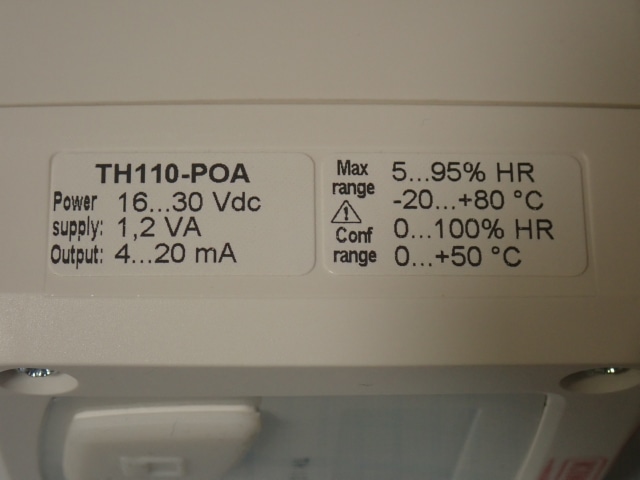 TH110-POA
Power 16...30 Vdc
supply: 1,2 VA
Output: 4...20 mA
Max 5...95% HR
range -20...+80 °C
Conf 0...100% HR
range 0...+50 °C